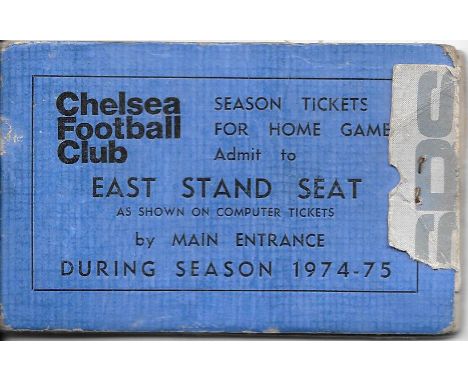 Chelsea
Football
Club
SEASON TICKETS
FOR HOME GAME
Admit to
EAST STAND SEAT
AS SHOWN ON COMPUTER TICKETS
by MAIN ENTRANCE
DURING SEASON 1974-75